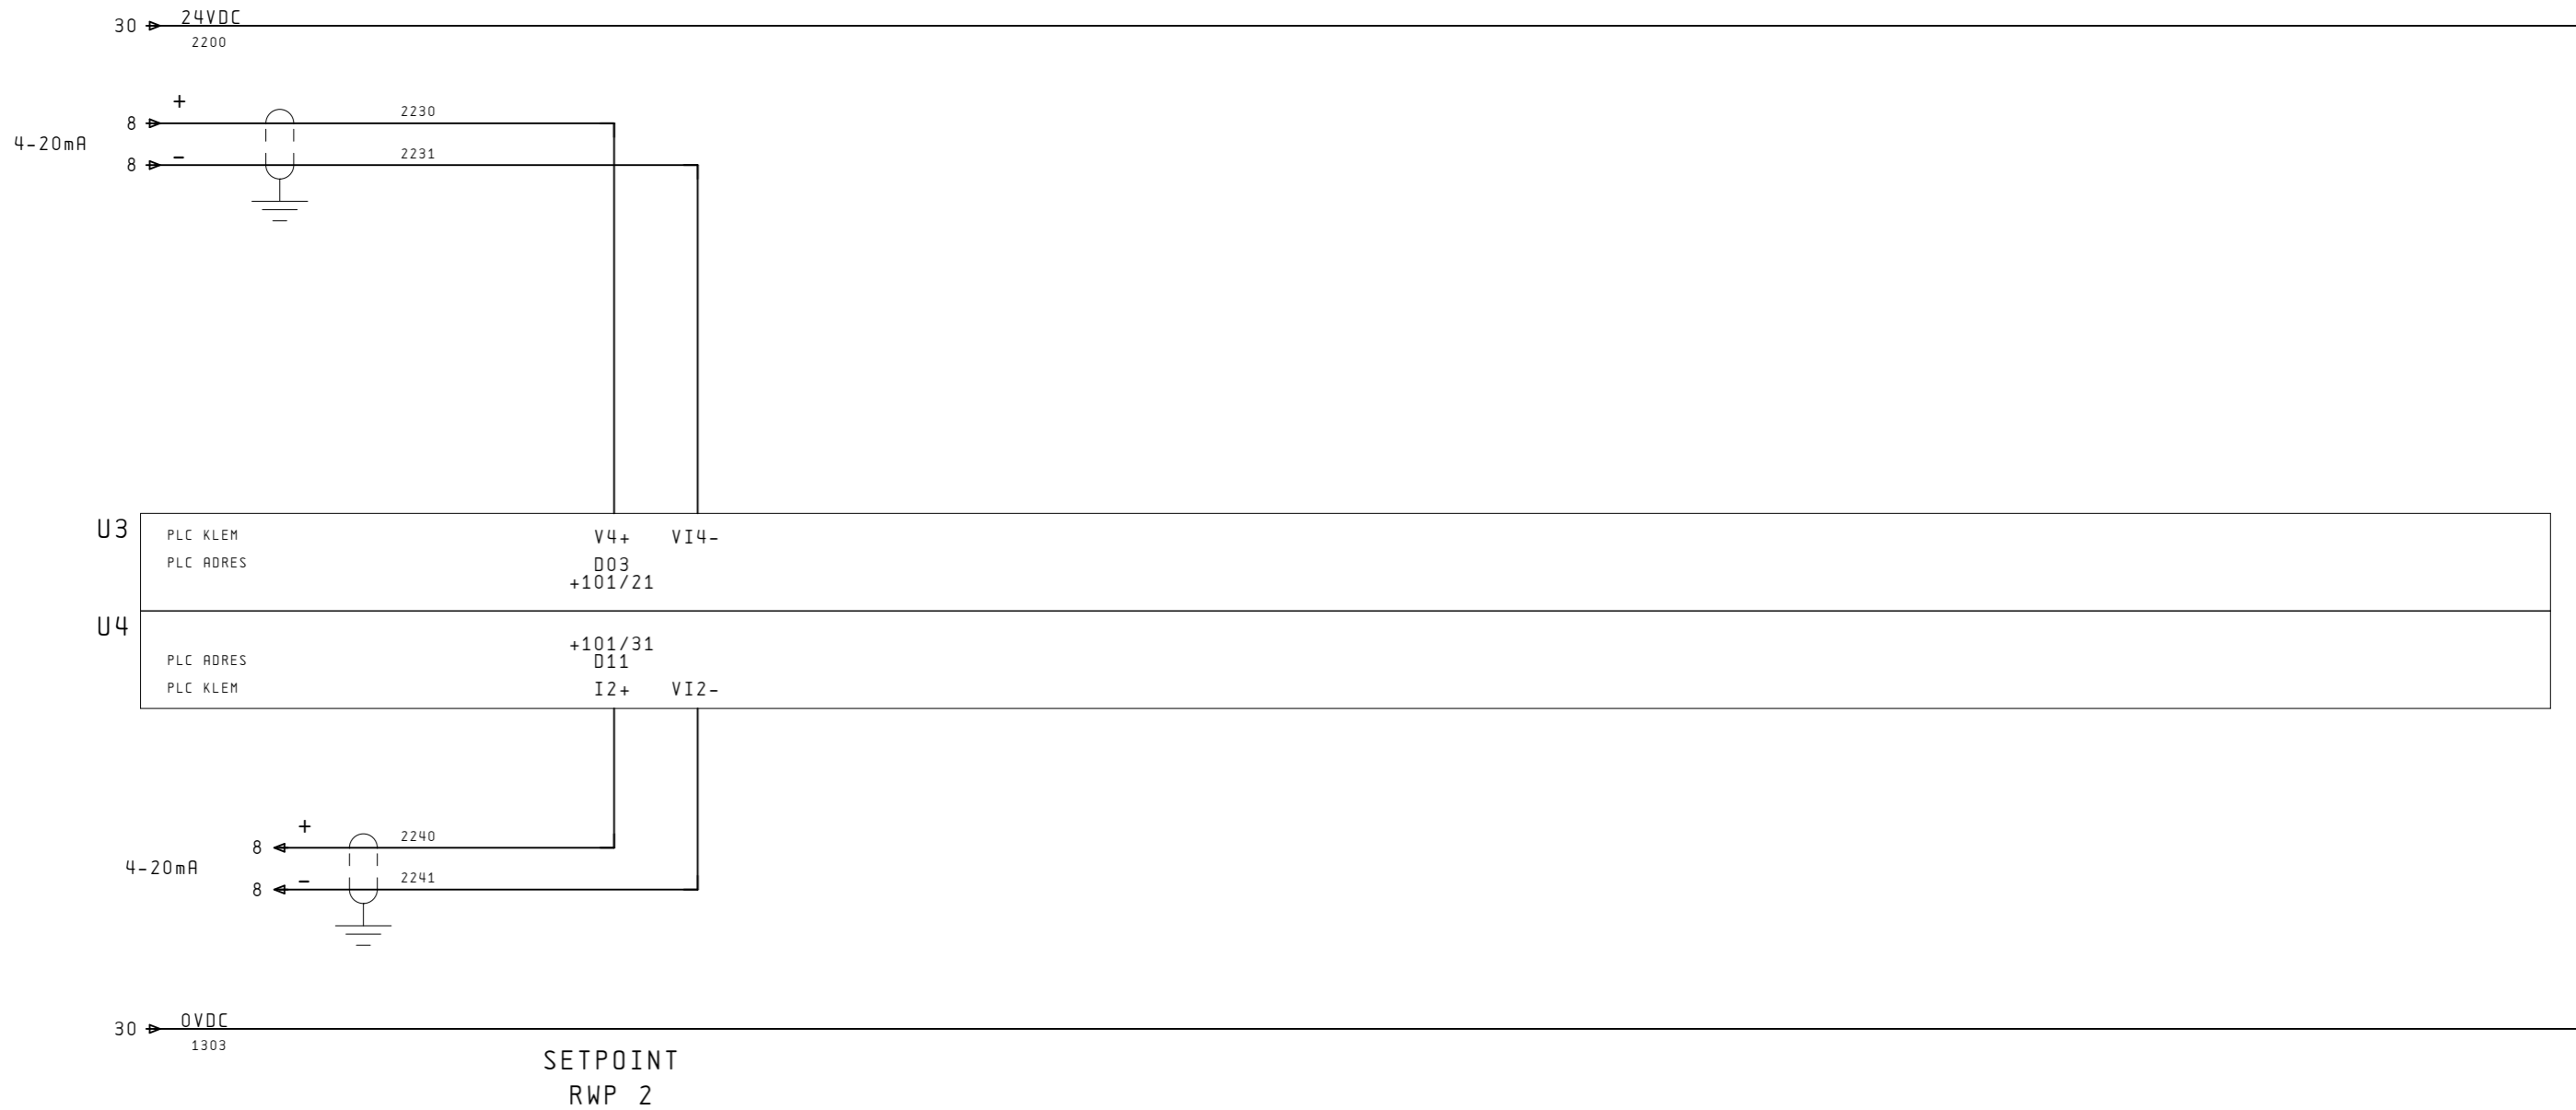 30 24VDC
2200
+
8 2230
4-20mA
8 - 2231
U3
PLC KLEM V4+ VI4-
PLC ADRES D03
+101/21
U4
+101/31
PLC ADRES D11
PLC KLEM I2+ VI2-
+
8 2240
4-20mA
8 - 2241
30 0VDC
1303
SETPOINT
RWP 2